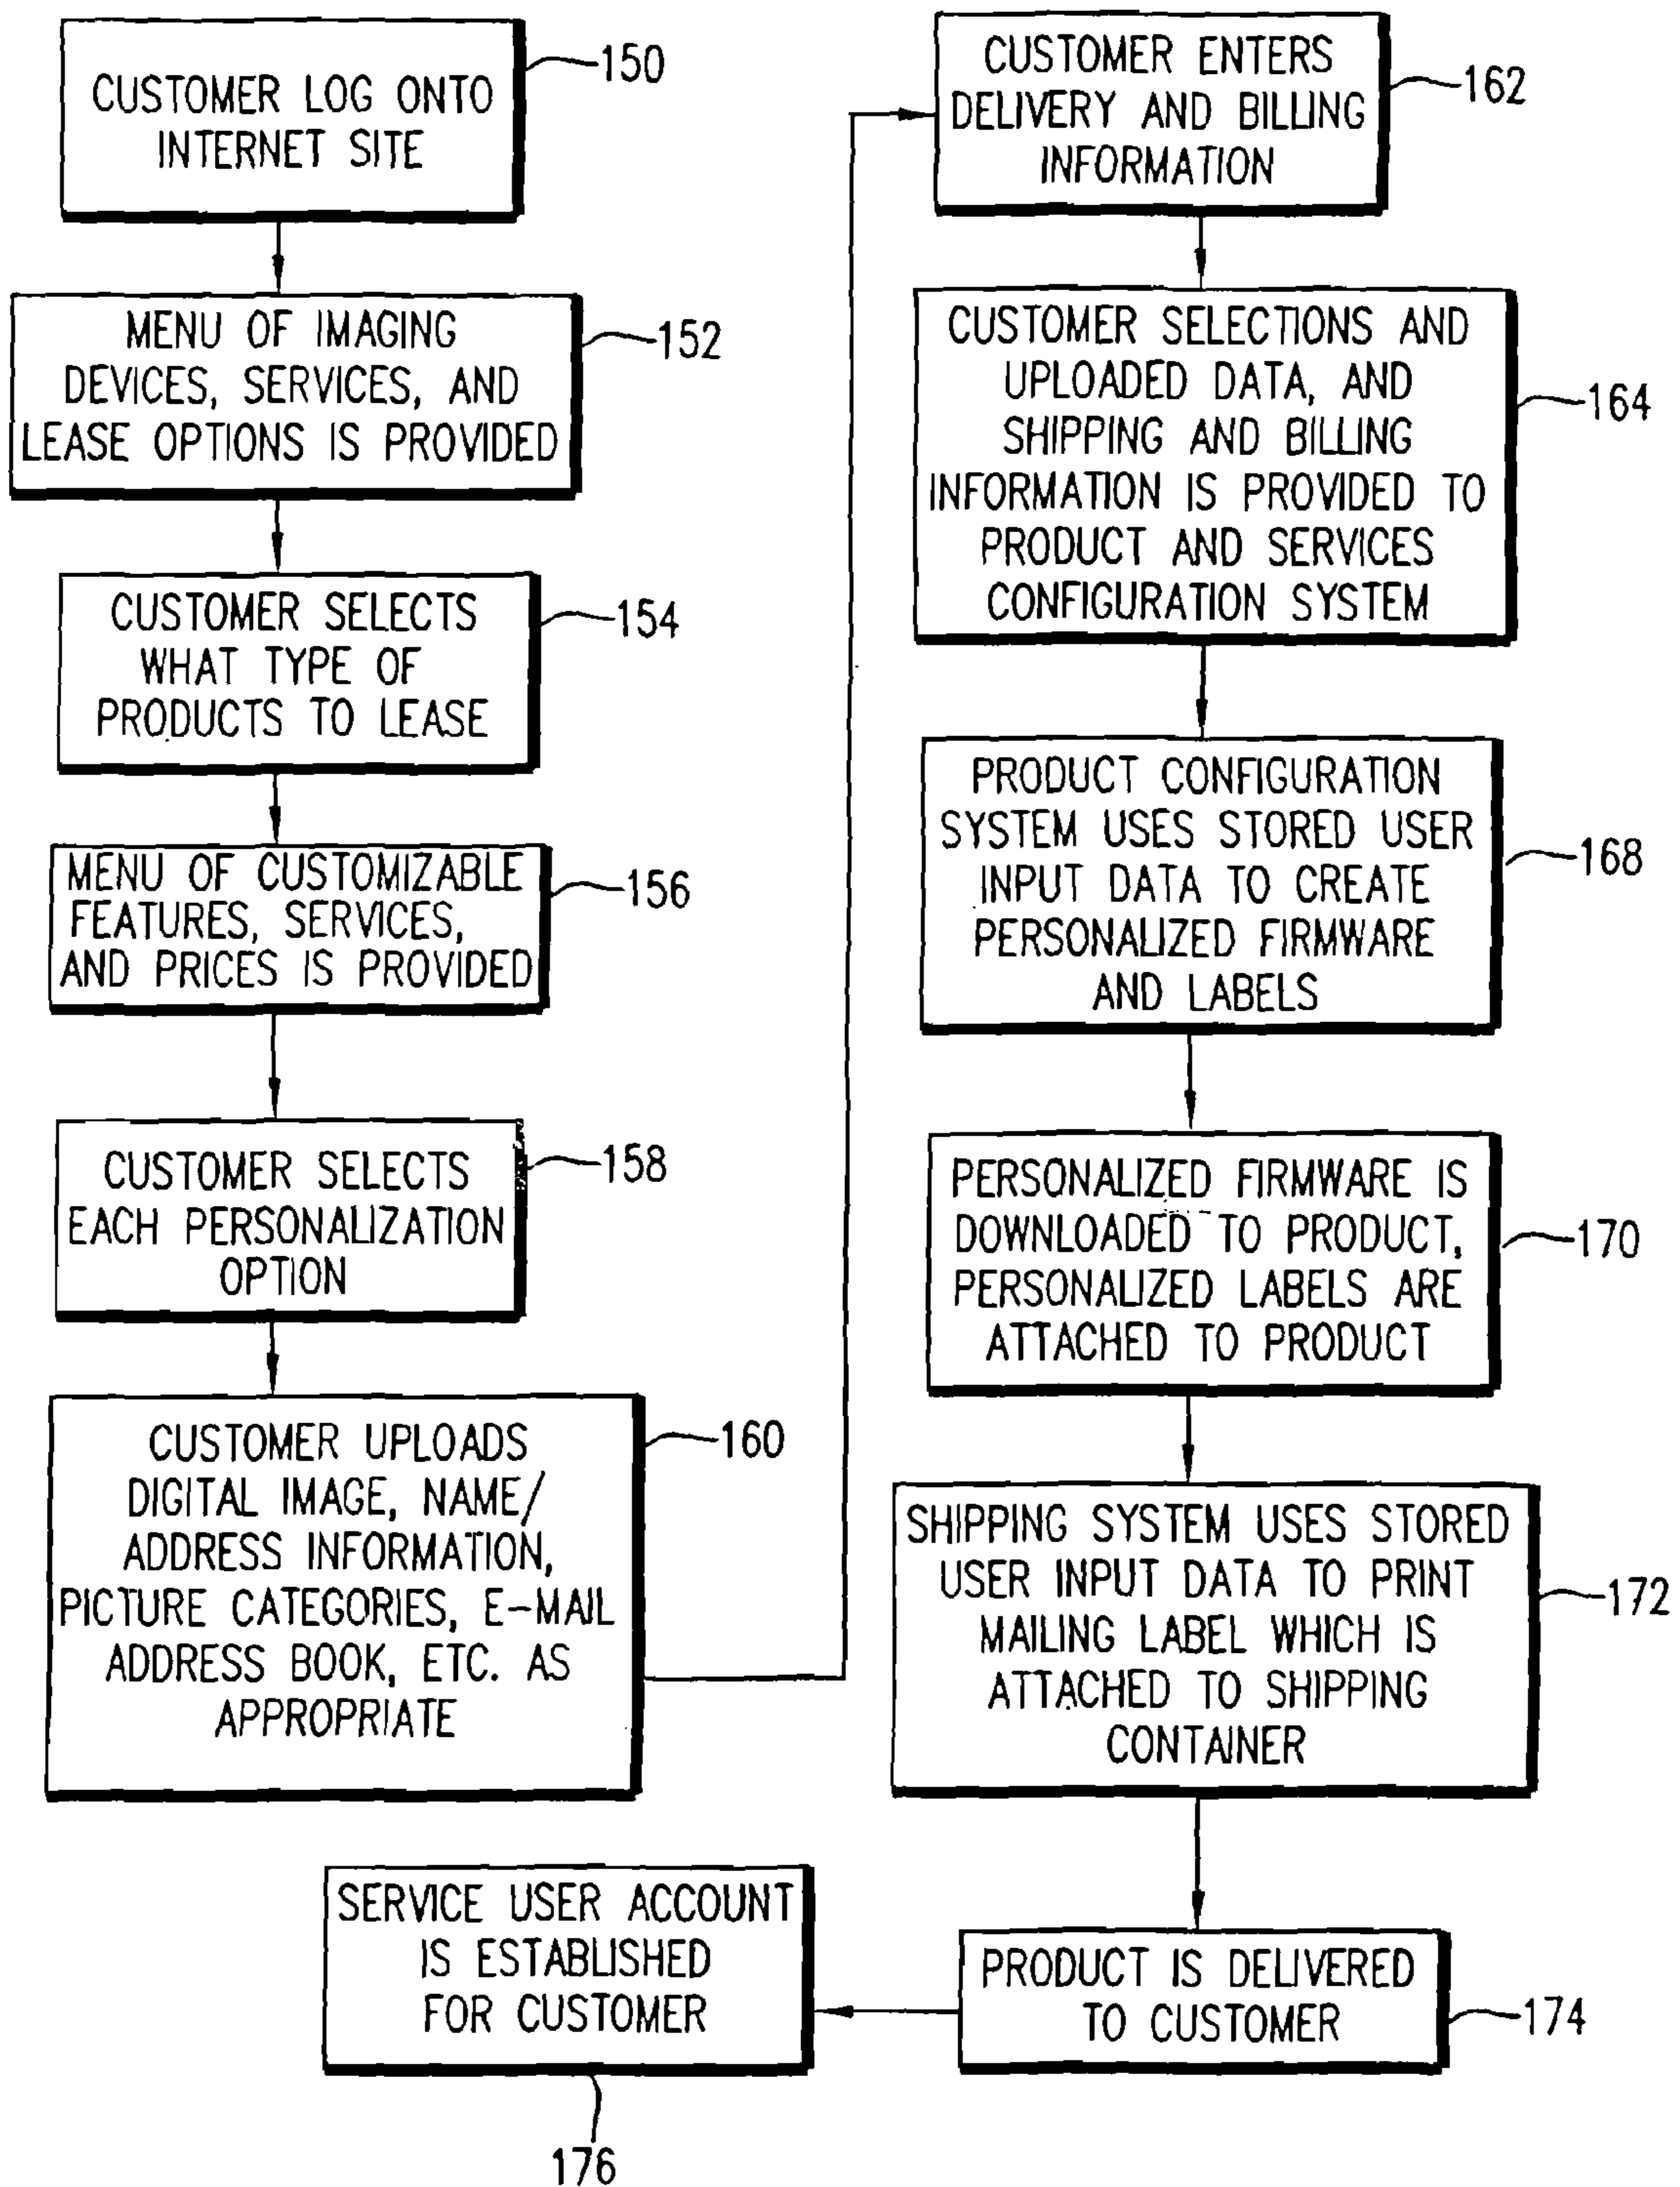 CUSTOMER LOG ONTO
INTERNET SITE
150
MENU OF IMAGING
DEVICES, SERVICES, AND
LEASE OPTIONS IS PROVIDED
152
CUSTOMER SELECTS
WHAT TYPE OF
PRODUCTS TO LEASE
154
MENU OF CUSTOMIZABLE
FEATURES, SERVICES,
AND PRICES IS PROVIDED
156
CUSTOMER SELECTS
EACH PERSONALIZATION
OPTION
158
CUSTOMER UPLOADS
DIGITAL IMAGE, NAME/
ADDRESS INFORMATION,
PICTURE CATEGORIES, E-MAIL
ADDRESS BOOK, ETC. AS
APPROPRIATE
160
CUSTOMER ENTERS
DELIVERY AND BILLING
INFORMATION
162
CUSTOMER SELECTIONS AND
UPLOADED DATA, AND
SHIPPING AND BILLING
INFORMATION IS PROVIDED TO
PRODUCT AND SERVICES
CONFIGURATION SYSTEM
164
PRODUCT CONFIGURATION
SYSTEM USES STORED USER
INPUT DATA TO CREATE
PERSONALIZED FIRMWARE
AND LABELS
168
PERSONALIZED FIRMWARE IS
DOWNLOADED TO PRODUCT,
PERSONALIZED LABELS ARE
ATTACHED TO PRODUCT
170
SHIPPING SYSTEM USES STORED
USER INPUT DATA TO PRINT
MAILING LABEL WHICH IS
ATTACHED TO SHIPPING
CONTAINER
172
PRODUCT IS DELIVERED
TO CUSTOMER
174
SERVICE USER ACCOUNT
IS ESTABLISHED
FOR CUSTOMER
176